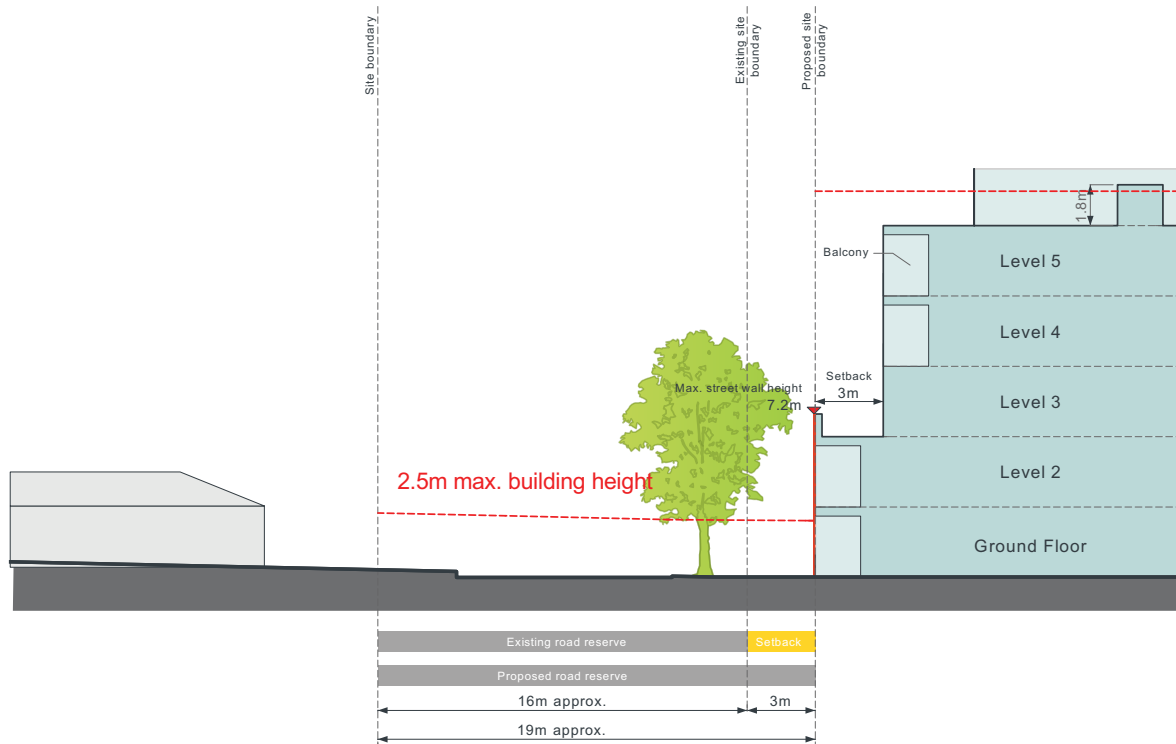 Site boundary
Existing site
boundary
Proposed site
boundary
1.8m
Balcony
Level 5
Level 4
Setback
3m
Max. street wall height
7.2m
Level 3
2.5m max. building height
Level 2
Ground Floor
Existing road reserve
Setback
Proposed road reserve
16m approx.
3m
19m approx.